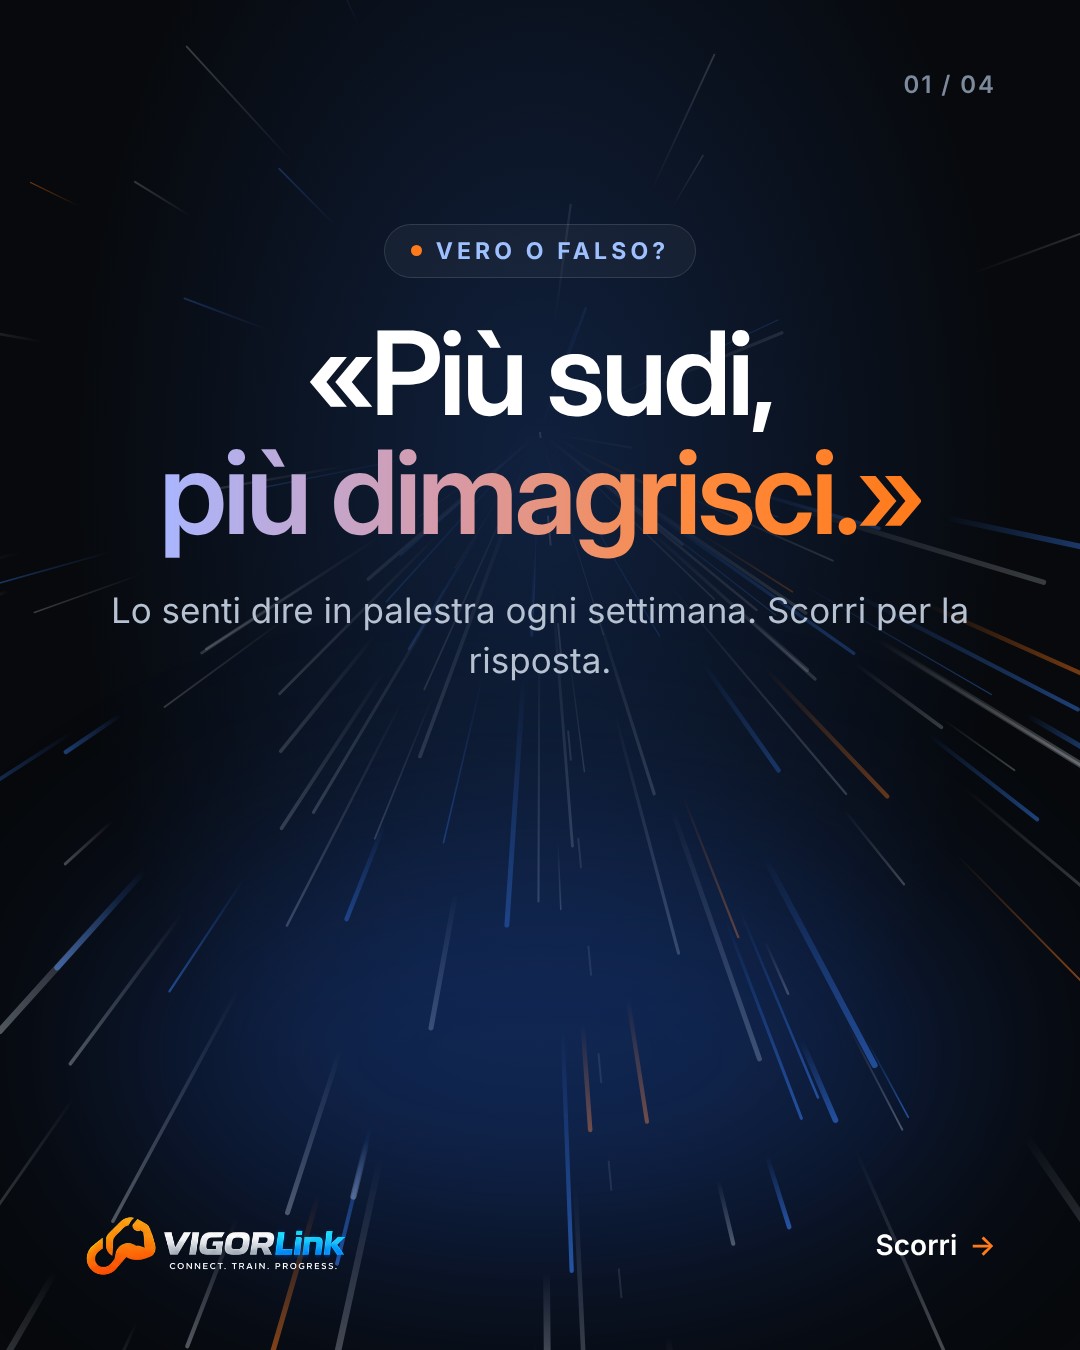 01 / 04
VERO O FALSO?
«Più sudi,
più dimagrisci.»
Lo senti dire in palestra ogni settimana. Scorri per la
risposta.
VIGORLink
CONNECT. TRAIN. PROGRESS.
Scorri →